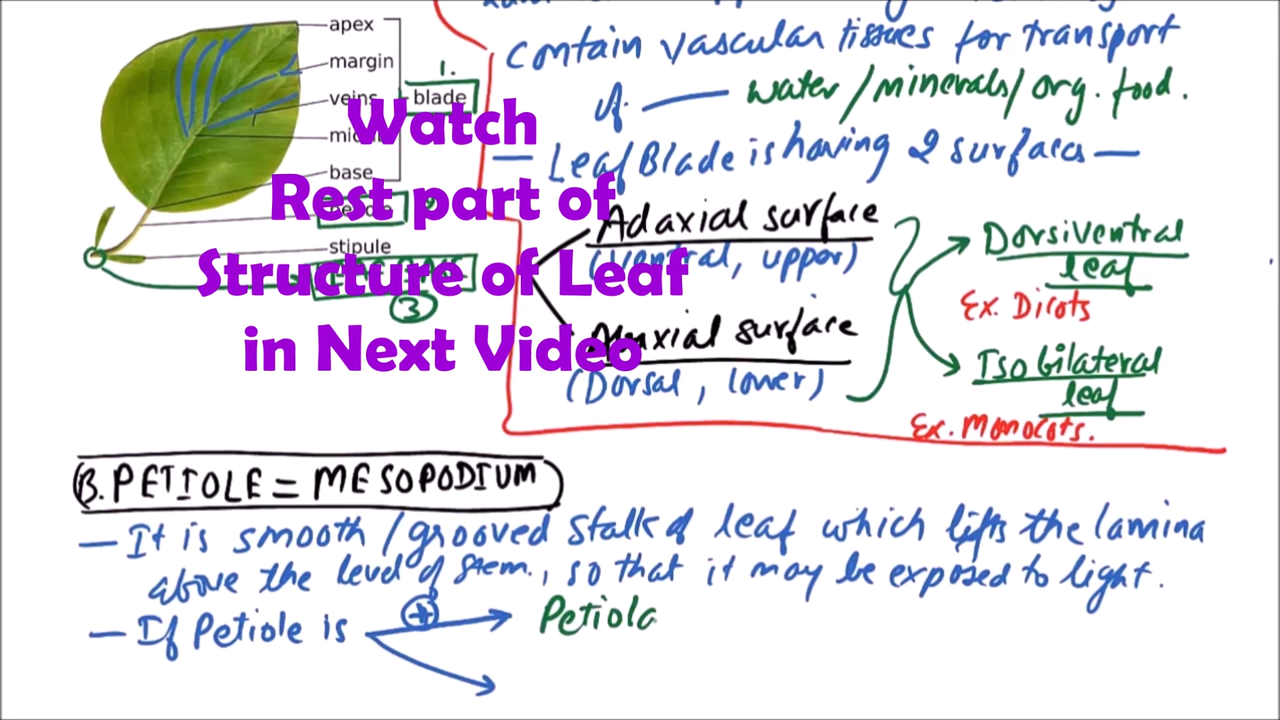 apex
margin
1.
veins
blade
base
stipule
3
Watch
Rest part of
Structure of Leaf
in Next Video
contain vascular tissues for transport
of — water/minerals/org. food.
— Leaf Blade is having 2 surfaces —
Adaxial surface
(Ventral, upper)
surface
(Dorsal, lower)
Dorsiventral
leaf
Ex. Dicots
Isobilateral
leaf
Ex. Monocots.
B. PETIOLE = MESOPODIUM
— It is smooth/grooved stalk of leaf which lifts the lamina
above the level of stem., so that it may be exposed to light.
— If Petiole is + Petiola